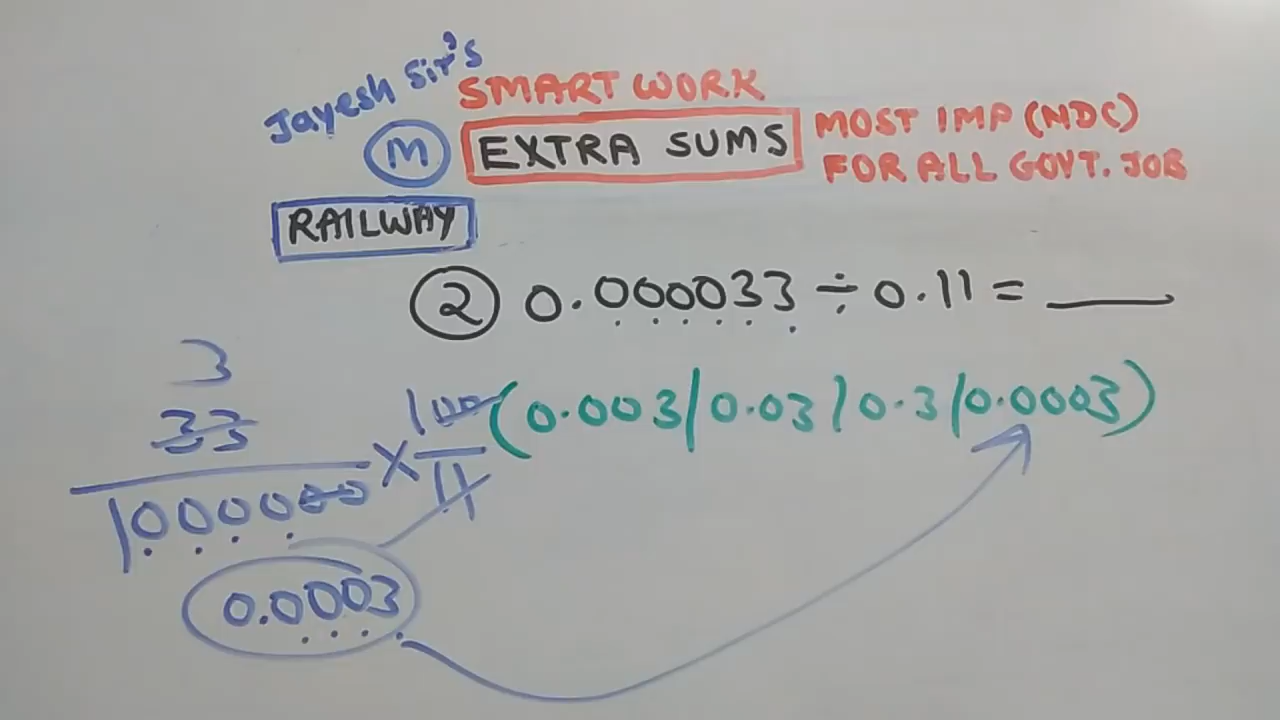 Jayesh Sir's
SMART WORK
M EXTRA SUMS MOST IMP (NDC)
FOR ALL GOVT. JOB
RAILWAY
2 0.000033 ÷ 0.11 = ____
(0.003/0.03/0.3/0.0003)
3
33 100
× 
1000000 11
0.0003